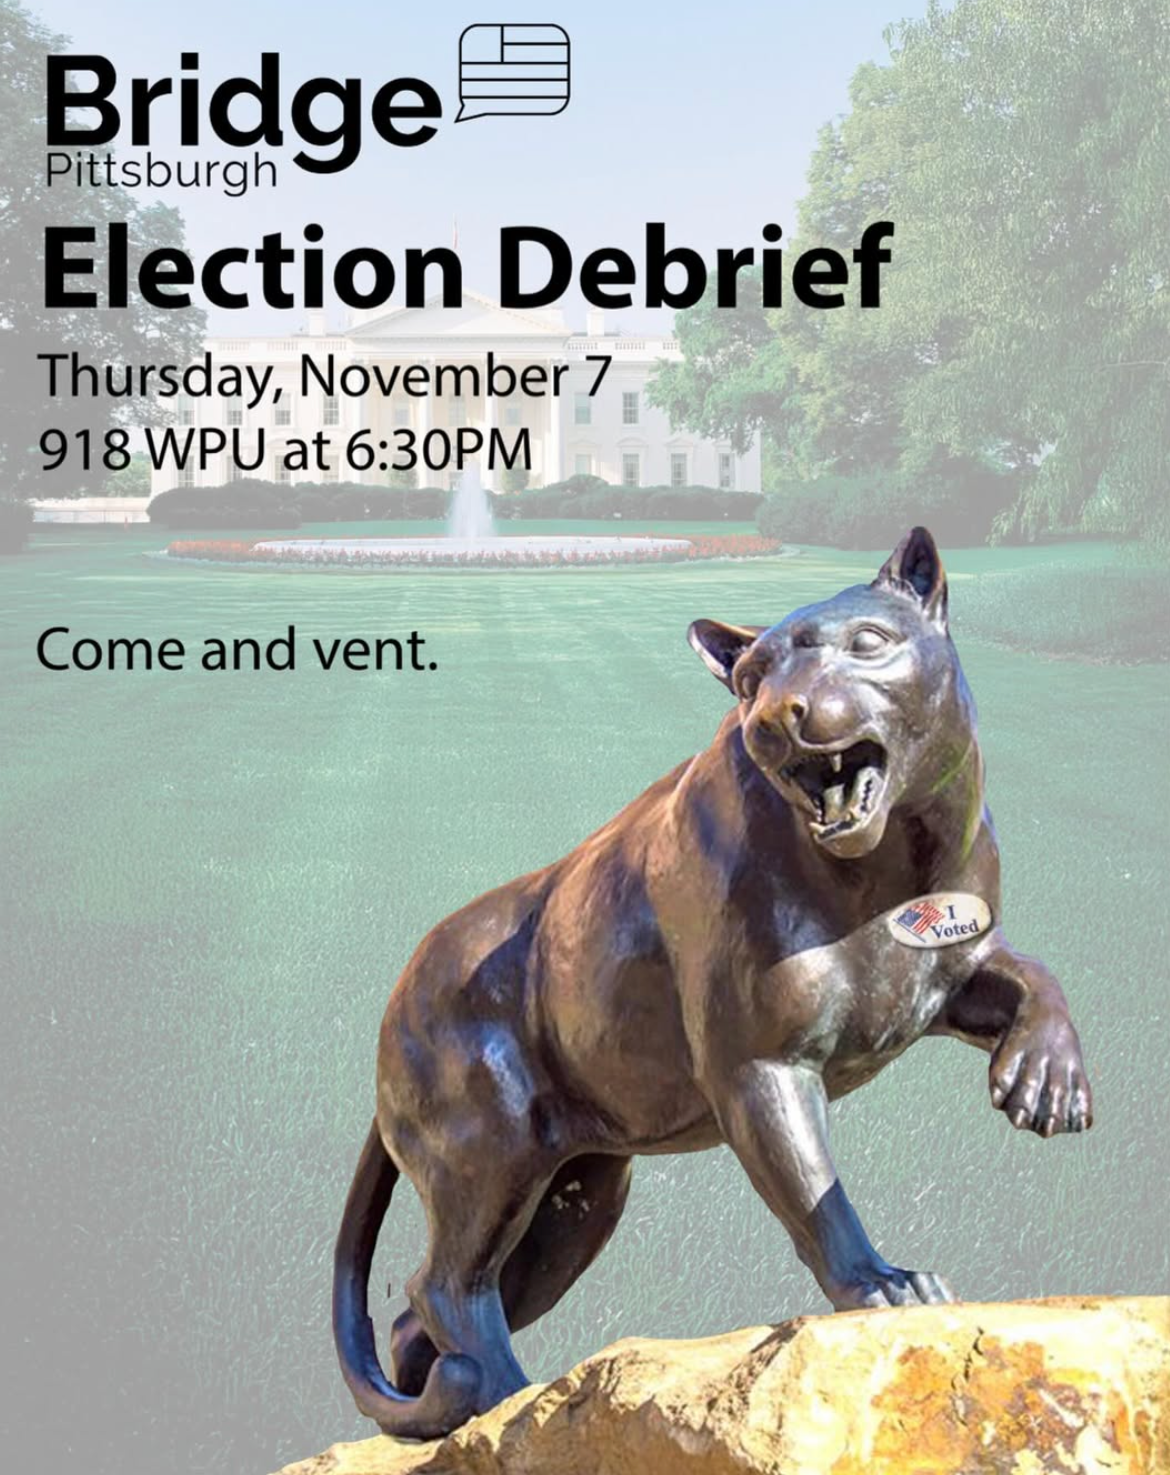 Bridge
Pittsburgh
Election Debrief
Thursday, November 7
918 WPU at 6:30PM
Come and vent.
I
Voted